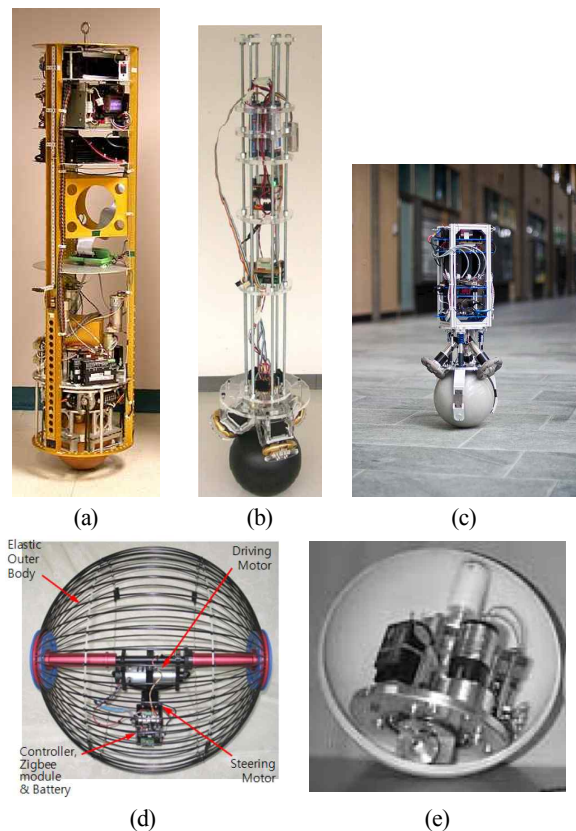 (a)
(b)
(c)
Elastic
Outer
Body
Driving
Motor
Controller,
Zigbee
module
& Battery
Steering
Motor
(d)
(e)